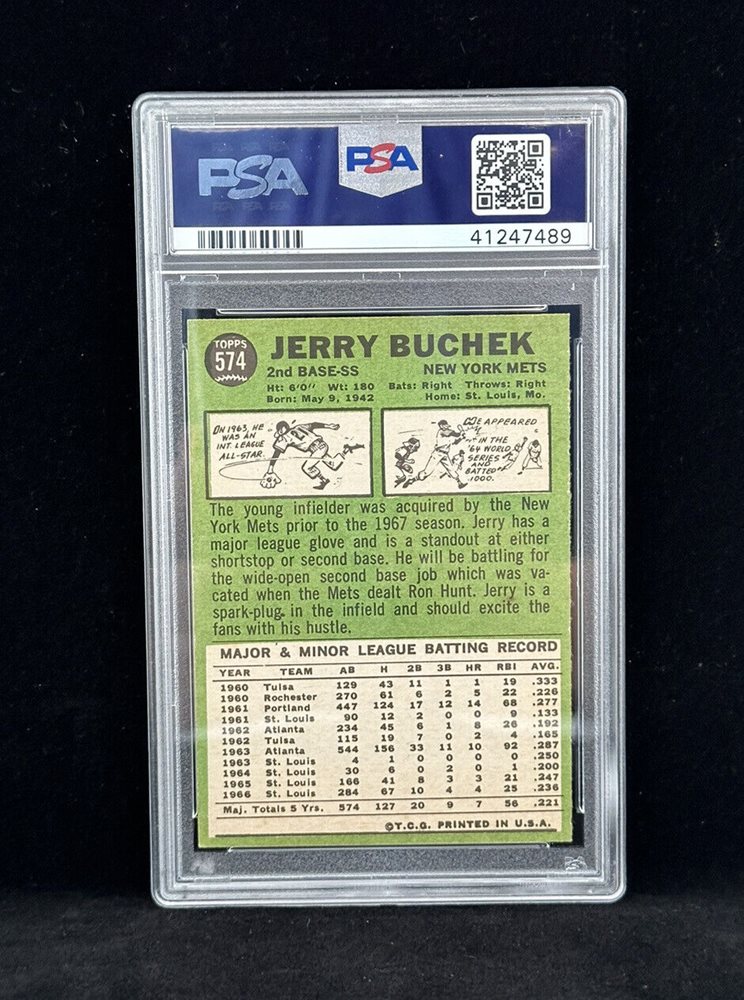 PSA
PSA
41247489
TOPPS
574
JERRY BUCHEK
2nd BASE-SS
NEW YORK METS
Ht: 6'0" Wt: 180 Bats: Right Throws: Right
Born: May 9, 1942 Home: St. Louis, Mo.
IN 1963, HE
WAS AN
INT. LEAGUE
ALL-STAR.
HE APPEARED
IN THE
'64 WORLD
SERIES
AND
BATTED
1.000.
The young infielder was acquired by the New
York Mets prior to the 1967 season. Jerry has a
major league glove and is a standout at either
shortstop or second base. He will be battling for
the wide-open second base job which was va-
cated when the Mets dealt Ron Hunt. Jerry is a
spark-plug in the infield and should excite the
fans with his hustle.
MAJOR & MINOR LEAGUE BATTING RECORD
YEAR TEAM AB H 2B 3B HR RBI AVG.
1960 Tulsa 129 43 11 1 1 19 .333
1960 Rochester 270 61 6 2 5 22 .226
1961 Portland 447 124 17 12 14 68 .277
1961 St. Louis 90 12 2 0 0 9 .133
1962 Atlanta 234 45 6 1 8 26 .192
1962 Tulsa 115 19 7 0 2 4 .165
1963 Atlanta 544 156 33 11 10 92 .287
1963 St. Louis 4 1 0 0 0 0 .250
1964 St. Louis 30 6 0 2 0 1 .200
1965 St. Louis 166 41 8 3 3 21 .247
1966 St. Louis 284 67 10 4 4 25 .236
Maj. Totals 5 Yrs. 574 127 20 9 7 56 .221
©T.C.G. PRINTED IN U.S.A.